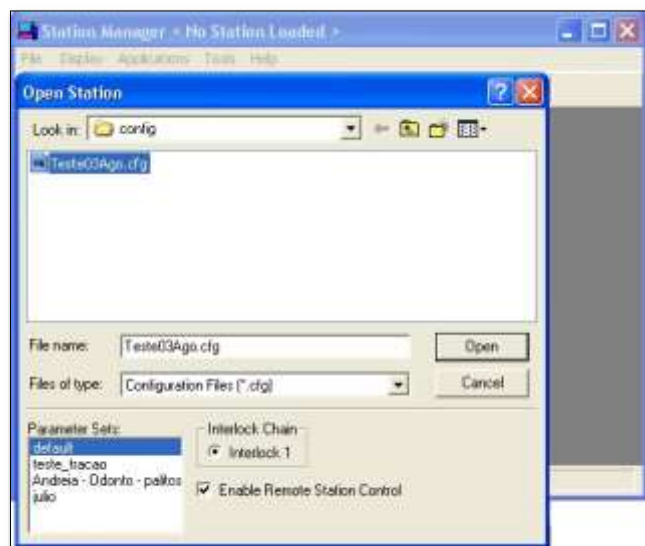 Station Manager < No Station Loaded >
File Display Applications Tools Help
Open Station
Look in: config
Teste03Ago.cfg
File name: Teste03Ago.cfg Open
Files of type: Configuration Files (*.cfg) Cancel
Parameter Sets: Interlock Chain
default Interlock 1
teste_tracao
Andreia - Odonto - palitos Enable Remote Station Control
julio